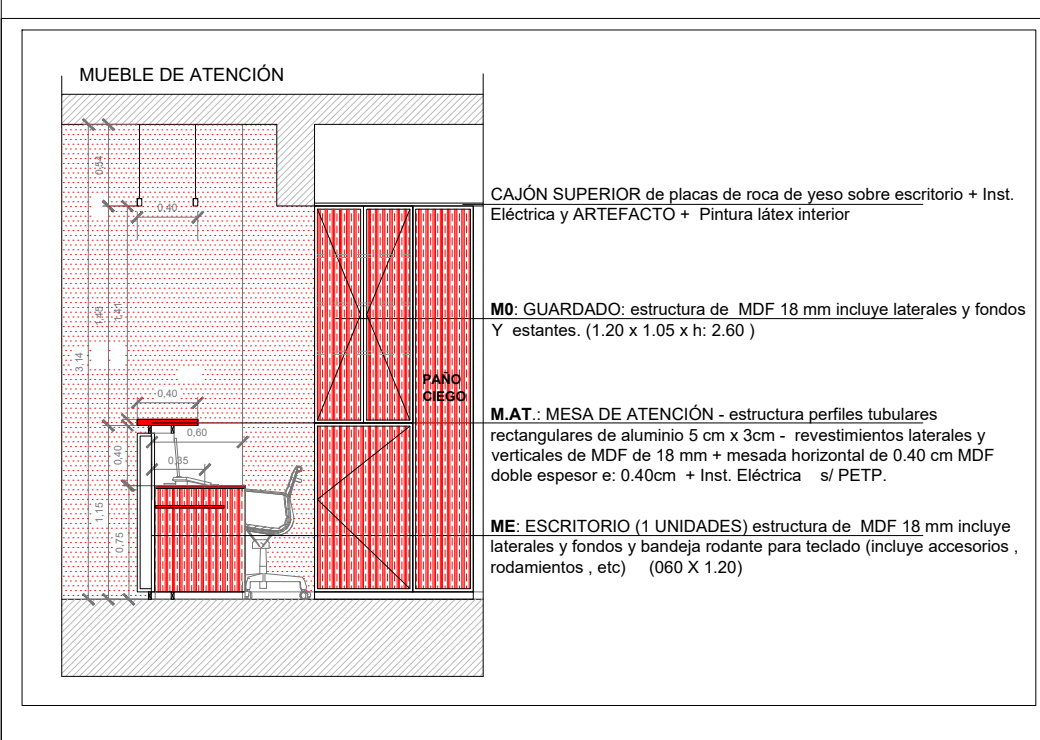 MUEBLE DE ATENCIÓN
0,54
0,40
1,45
1,41
3,14
0,40
0,60
0,40
0,35
1,15
0,75
PAÑO
CIEGO
CAJÓN SUPERIOR de placas de roca de yeso sobre escritorio + Inst.
Eléctrica y ARTEFACTO + Pintura látex interior
M0: GUARDADO: estructura de MDF 18 mm incluye laterales y fondos
Y estantes. (1.20 x 1.05 x h: 2.60 )
M.AT.: MESA DE ATENCIÓN - estructura perfiles tubulares
rectangulares de aluminio 5 cm x 3cm - revestimientos laterales y
verticales de MDF de 18 mm + mesada horizontal de 0.40 cm MDF
doble espesor e: 0.40cm + Inst. Eléctrica s/ PETP.
ME: ESCRITORIO (1 UNIDADES) estructura de MDF 18 mm incluye
laterales y fondos y bandeja rodante para teclado (incluye accesorios ,
rodamientos , etc) (060 X 1.20)